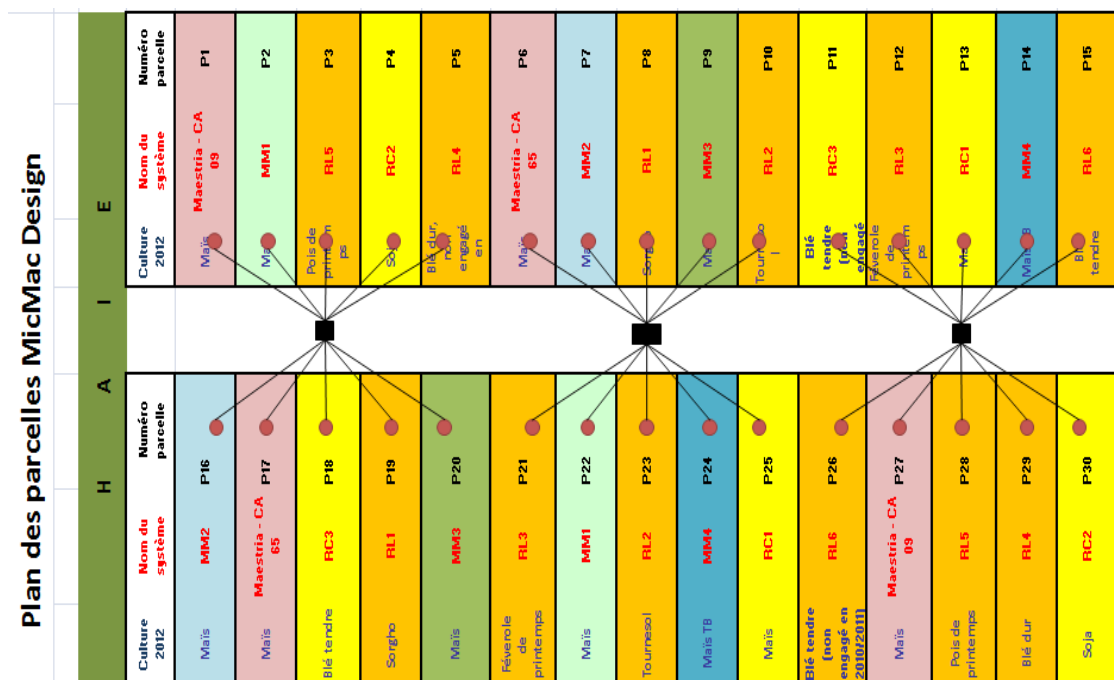 Plan des parcelles MicMac Design
H A I E
Culture 2012
Nom du système
Numéro parcelle
Culture 2012
Nom du système
Numéro parcelle
Maïs
MM2
P16
Maïs
Maestria - CA
09
P1
Maïs
Maestria - CA
65
P17
MM1
P2
Blé tendre
RC3
P18
Pois de
ps
RL5
P3
Sorgho
RL1
P19
RC2
P4
Maïs
MM3
P20
Blé dur,
engagé
en
RL4
P5
Féverole
de
printemps
RL3
P21
Maïs
Maestria - CA
65
P6
Maïs
MM1
P22
MM2
P7
Tournesol
RL2
P23
RL1
P8
Maïs TB
MM4
P24
MM3
P9
Maïs
RC1
P25
l
RL2
P10
Blé tendre
(non
engagé en
2010/2011)
RL6
P26
Blé
tendre
(non
engagé
RC3
P11
Maïs
Maestria - CA
09
P27
Féverole
de
printem
ps
RL3
P12
Pois de
printemps
RL5
P28
RC1
P13
Blé dur
RL4
P29
MM4
P14
Soja
RC2
P30
tendre
RL6
P15